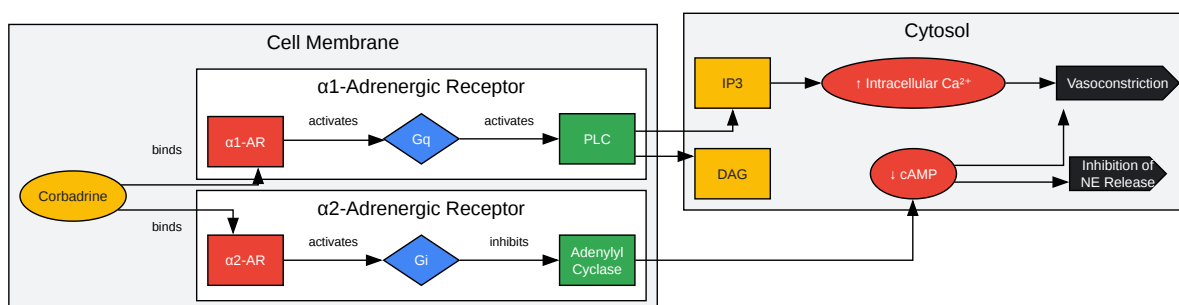 Cell Membrane
α1-Adrenergic Receptor
α1-AR
activates
Gq
activates
PLC
binds
Corbadrine
binds
α2-Adrenergic Receptor
α2-AR
activates
Gi
inhibits
Adenylyl
Cyclase
Cytosol
IP3
↑ Intracellular Ca²⁺
Vasoconstriction
DAG
↓ cAMP
Inhibition of
NE Release